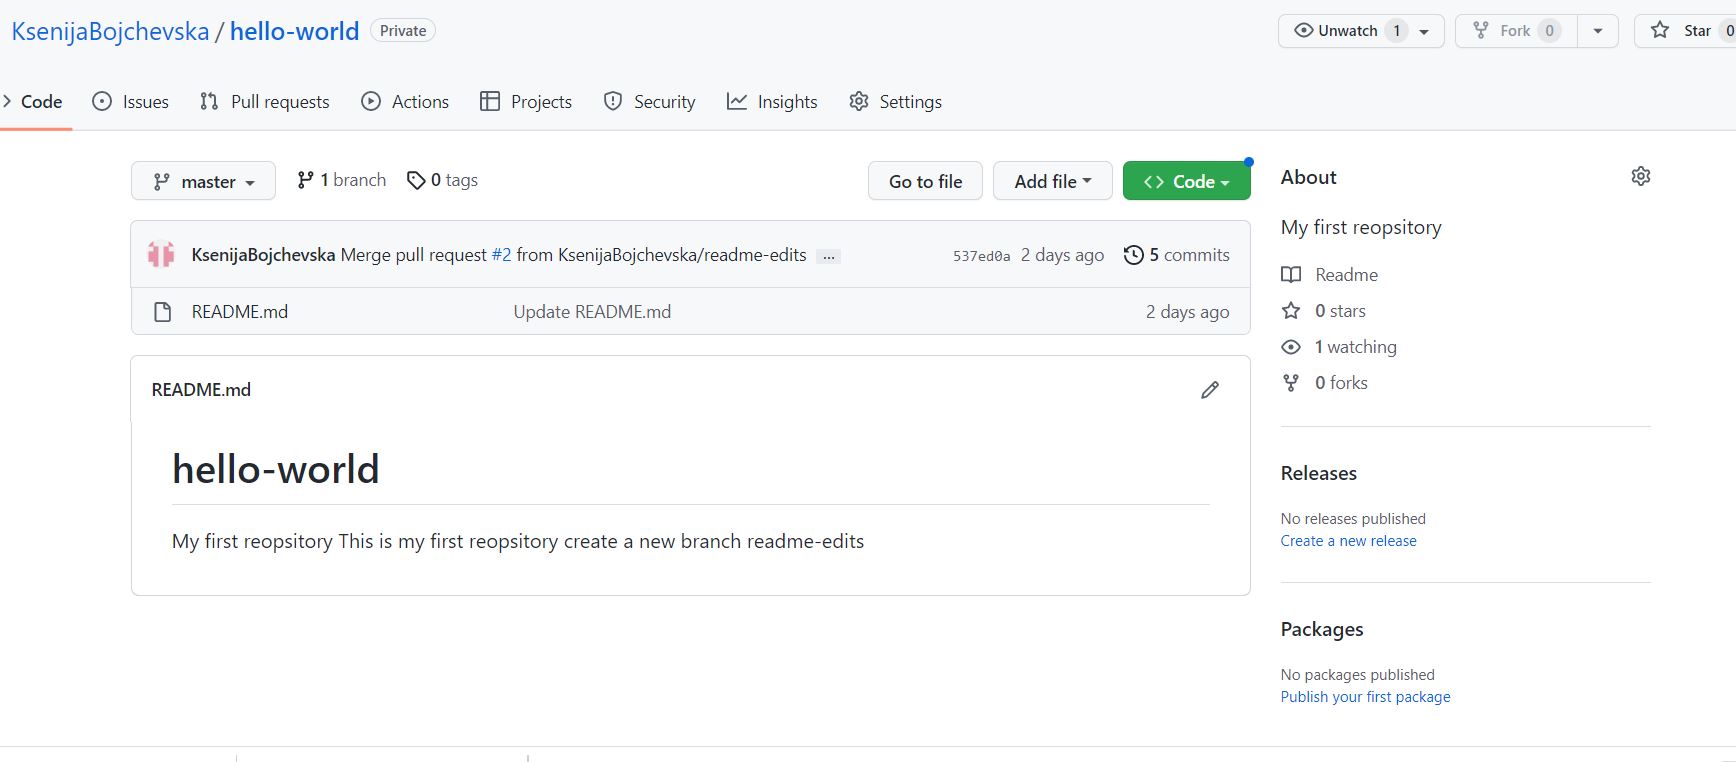 KsenijaBojchevska / hello-world Private
Unwatch 1 Fork 0 Star 0
Code Issues Pull requests Actions Projects Security Insights Settings
master 1 branch 0 tags Go to file Add file Code
KsenijaBojchevska Merge pull request #2 from KsenijaBojchevska/readme-edits ... 537ed0a 2 days ago 5 commits
README.md Update README.md 2 days ago
README.md
hello-world
My first reopsitory This is my first reopsitory create a new branch readme-edits
About
My first reopsitory
Readme
0 stars
1 watching
0 forks
Releases
No releases published
Create a new release
Packages
No packages published
Publish your first package